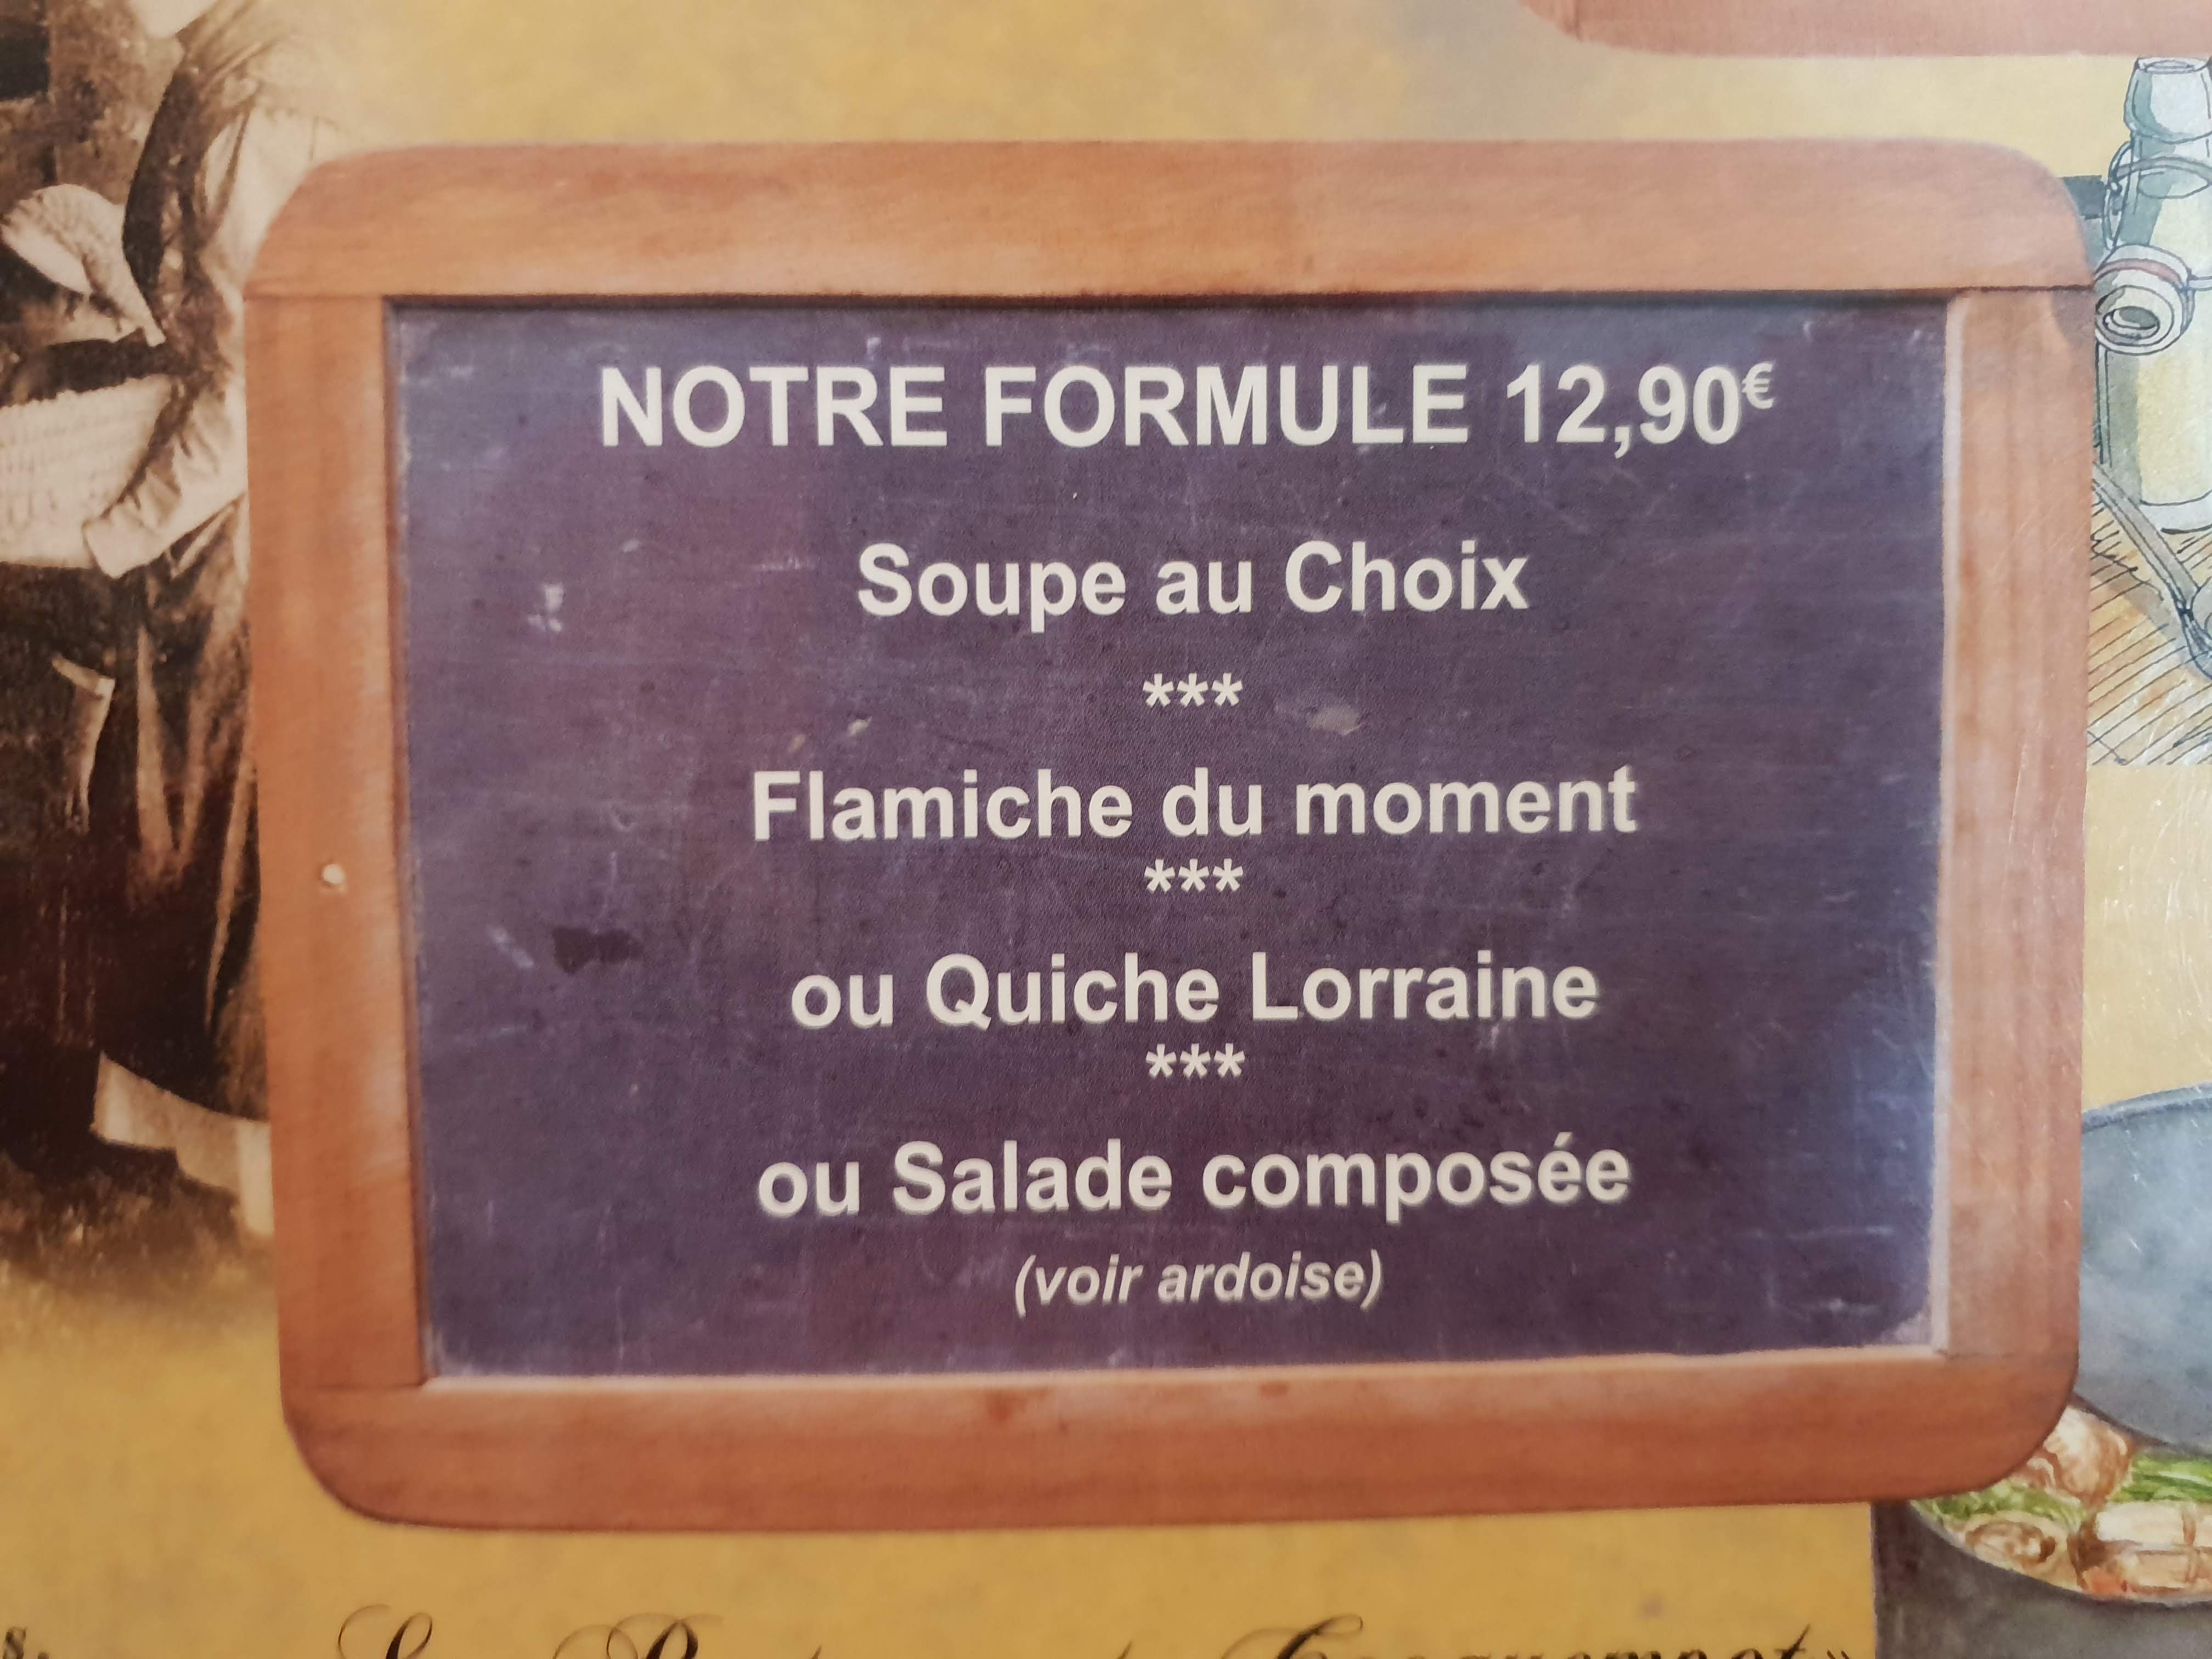 NOTRE FORMULE 12,90€
Soupe au Choix
***
Flamiche du moment
***
ou Quiche Lorraine
***
ou Salade composée
(voir ardoise)
s.